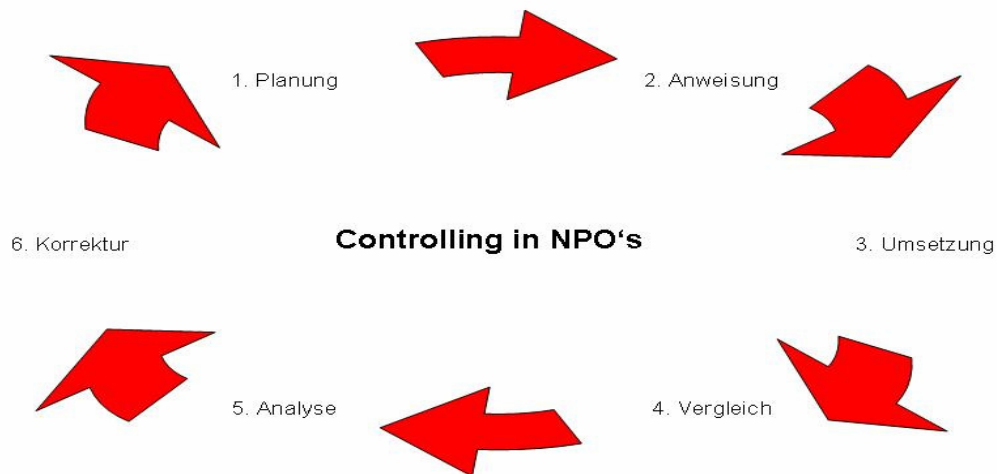 1. Planung
2. Anweisung
6. Korrektur
Controlling in NPO‘s
3. Umsetzung
5. Analyse
4. Vergleich